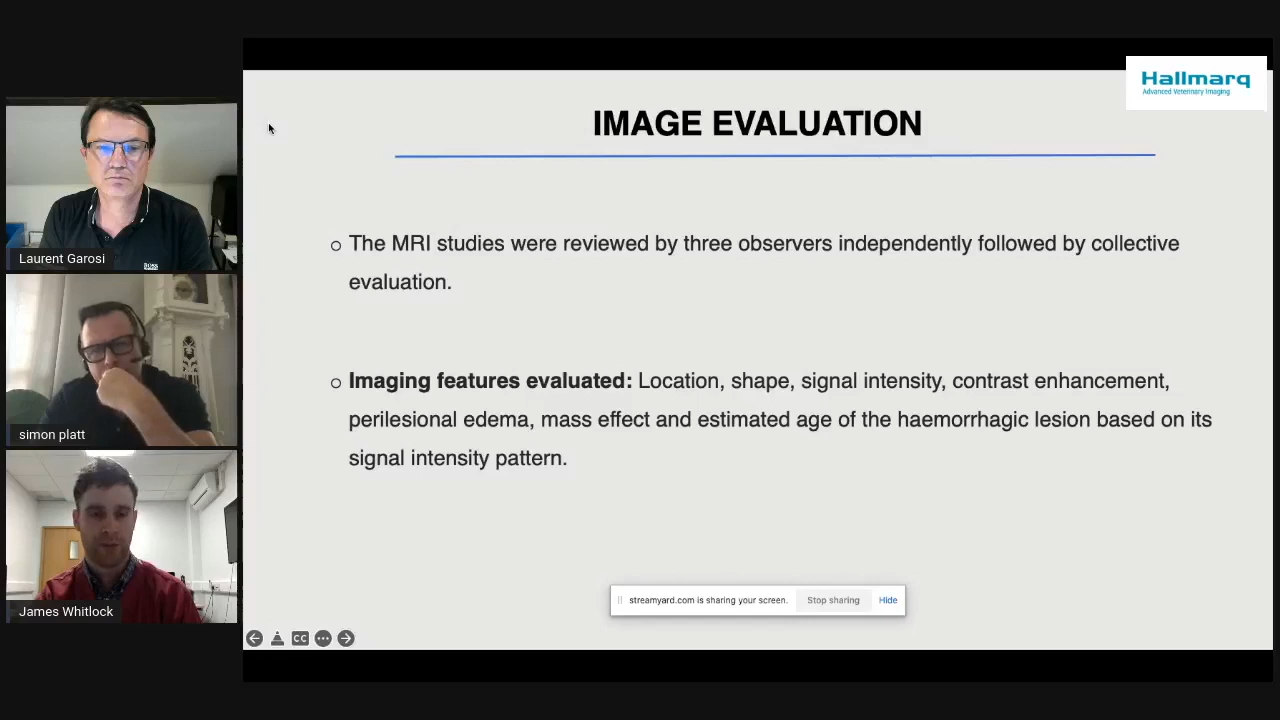 Hallmarq
Advanced Veterinary Imaging
IMAGE EVALUATION
The MRI studies were reviewed by three observers independently followed by collective
evaluation.
Imaging features evaluated: Location, shape, signal intensity, contrast enhancement,
perilesional edema, mass effect and estimated age of the haemorrhagic lesion based on its
signal intensity pattern.
streamyard.com is sharing your screen. Stop sharing Hide
CC
Laurent Garosi
BOSS
simon platt
James Whitlock